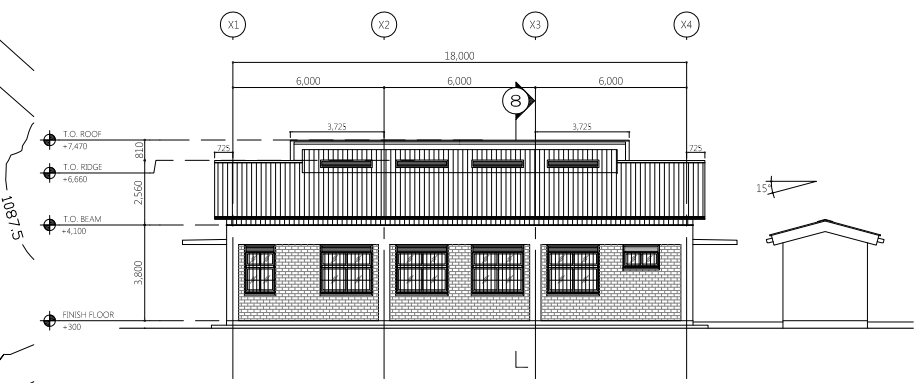 X1 X2 X3 X4
18,000
6,000 6,000 6,000
8
3,725 3,725
T.O. ROOF
+7,470
810
725 725
T.O. RIDGE
+6,660
2,560
15°
1087.5
T.O. BEAM
+4,100
3,800
FINISH FLOOR
+300